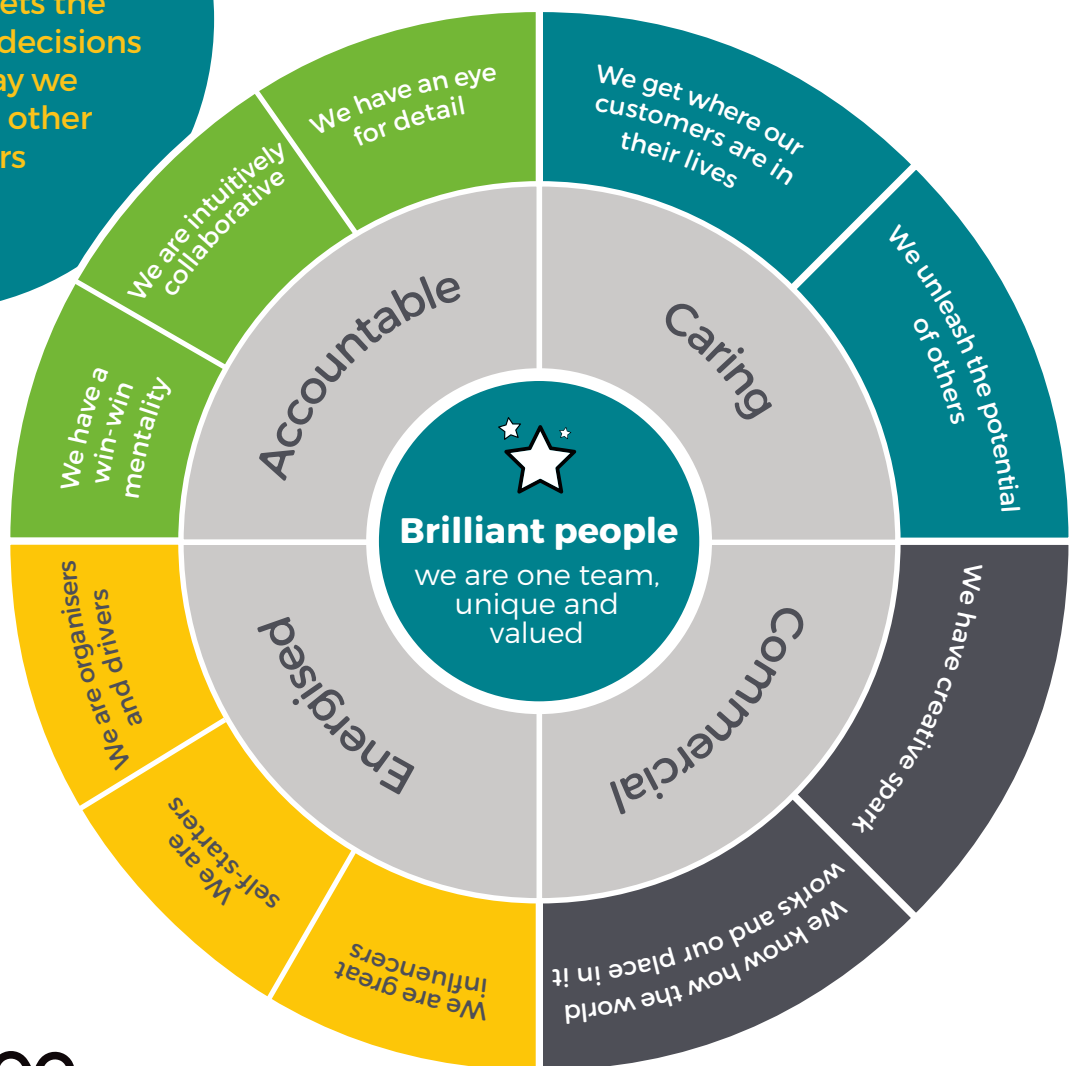 ets the
decisions
ay we
other
rs
We have an eye
for detail
We are intuitively
collaborative
We have a
win-win
mentality
We get where our
customers are in
their lives
We unleash the potential
of others
Accountable
Caring
Brilliant people
we are one team,
unique and
valued
Energised
Commercial
We are organisers
and drivers
We are
self-starters
We are great
influencers
We have creative spark
We know how the world
works and our place in it